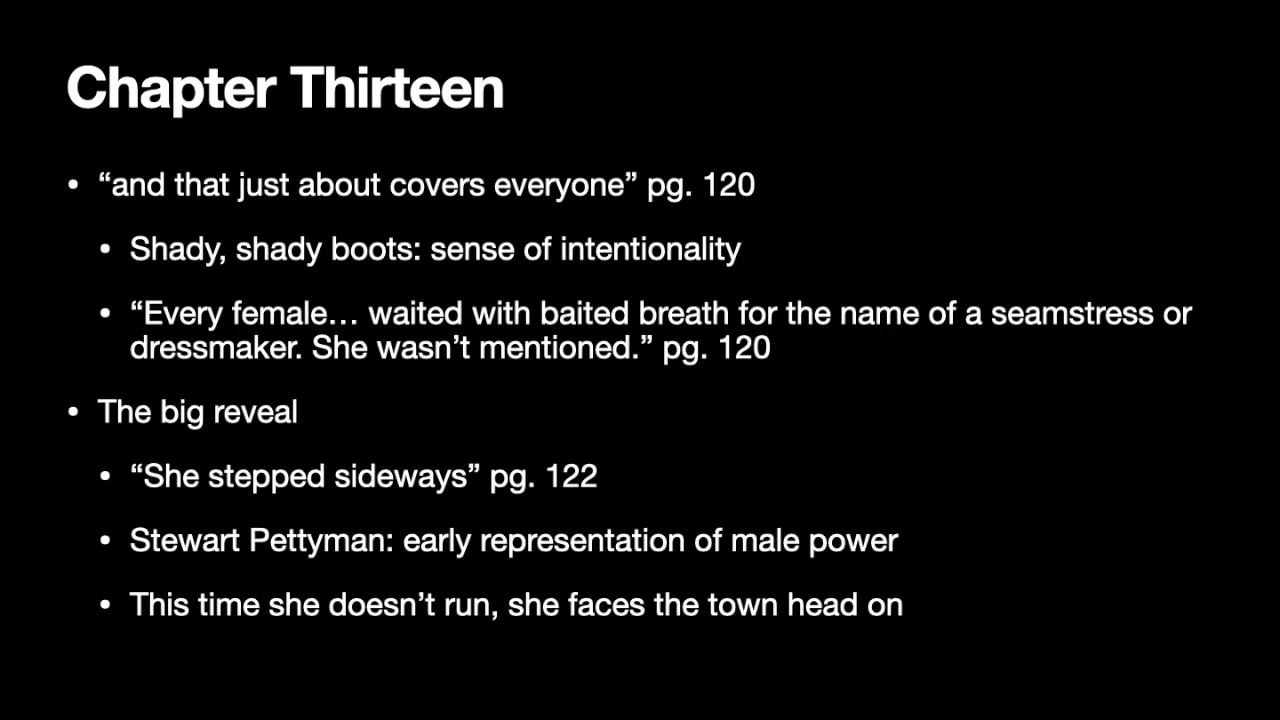 Chapter Thirteen
• “and that just about covers everyone” pg. 120
• Shady, shady boots: sense of intentionality
• “Every female… waited with baited breath for the name of a seamstress or
dressmaker. She wasn’t mentioned.” pg. 120
• The big reveal
• “She stepped sideways” pg. 122
• Stewart Pettyman: early representation of male power
• This time she doesn’t run, she faces the town head on